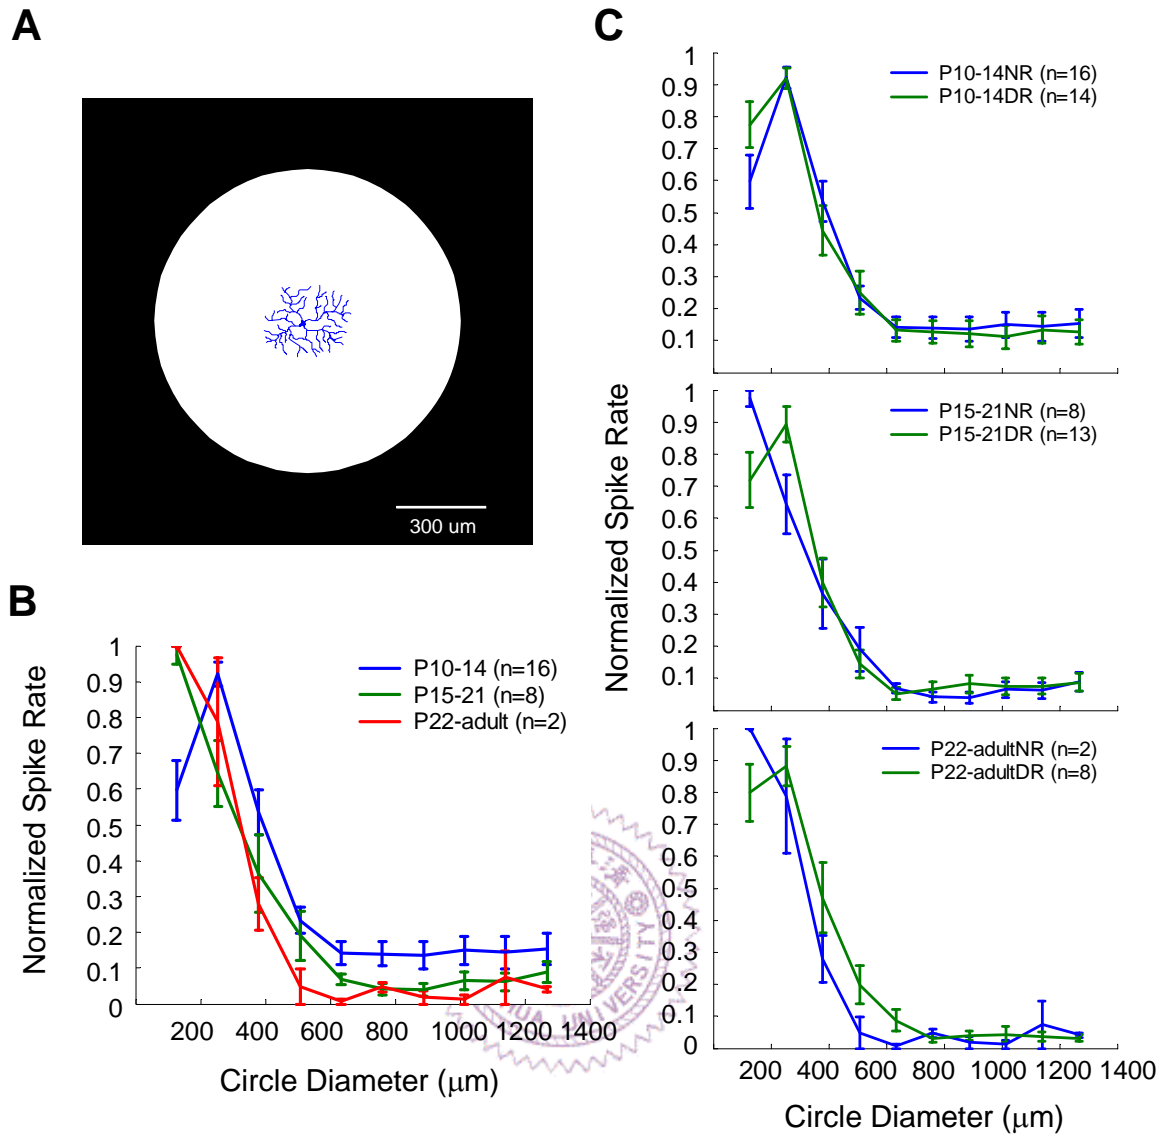 A
300 um
B
Normalized Spike Rate
1
0.9
0.8
0.7
0.6
0.5
0.4
0.3
0.2
0.1
0
P10-14 (n=16)
P15-21 (n=8)
P22-adult (n=2)
200 400 600 800 1000 1200 1400
Circle Diameter (μm)
UNIVERSITY
C
1
0.9
0.8
0.7
0.6
0.5
0.4
0.3
0.2
0.1
P10-14NR (n=16)
P10-14DR (n=14)
Normalized Spike Rate
1
0.9
0.8
0.7
0.6
0.5
0.4
0.3
0.2
0.1
P15-21NR (n=8)
P15-21DR (n=13)
1
0.9
0.8
0.7
0.6
0.5
0.4
0.3
0.2
0.1
0
P22-adultNR (n=2)
P22-adultDR (n=8)
200 400 600 800 1000 1200 1400
Circle Diameter (μm)